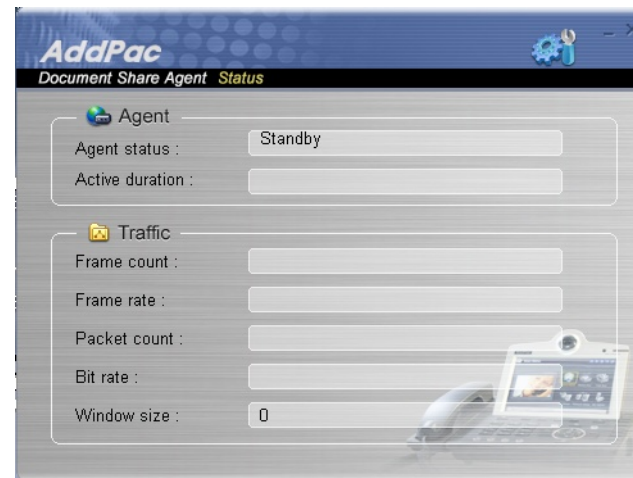 AddPac
Document Share Agent Status
Agent
Agent status : Standby
Active duration :
Traffic
Frame count :
Frame rate :
Packet count :
Bit rate :
Window size : 0